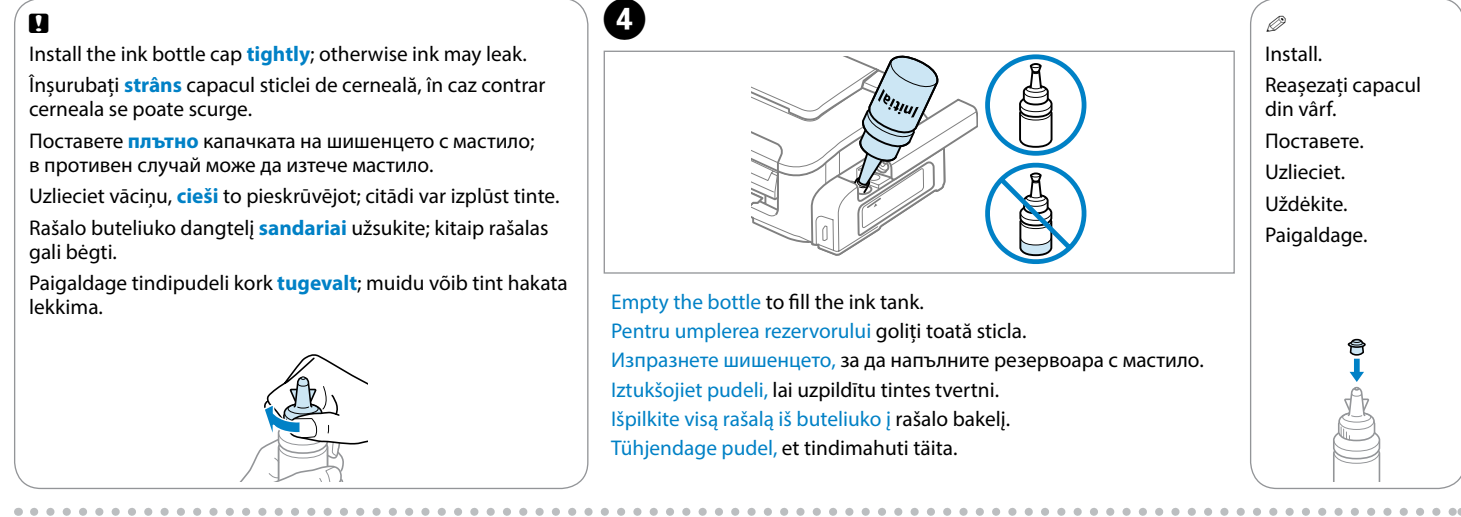 Install the ink bottle cap tightly; otherwise ink may leak.
Înșurubați strâns capacul sticlei de cerneală, în caz contrar
cerneala se poate scurge.
Поставете плътно капачката на шишенцето с мастило;
в противен случай може да изтече мастило.
Uzlieciet vāciņu, cieši to pieskrūvējot; citādi var izplūst tinte.
Rašalo buteliuko dangtelį sandariai užsukite; kitaip rašalas
gali bėgti.
Paigaldage tindipudeli kork tugevalt; muidu võib tint hakata
lekkima.
4
Initial
Empty the bottle to fill the ink tank.
Pentru umplerea rezervorului goliți toată sticla.
Изпразнете шишенцето, за да напълните резервоара с мастило.
Iztukšojiet pudeli, lai uzpildītu tintes tvertni.
Išpilkite visą rašalą iš buteliuko į rašalo bakelį.
Tühjendage pudel, et tindimahuti täita.
Install.
Reașezați capacul
din vârf.
Поставете.
Uzlieciet.
Uždėkite.
Paigaldage.